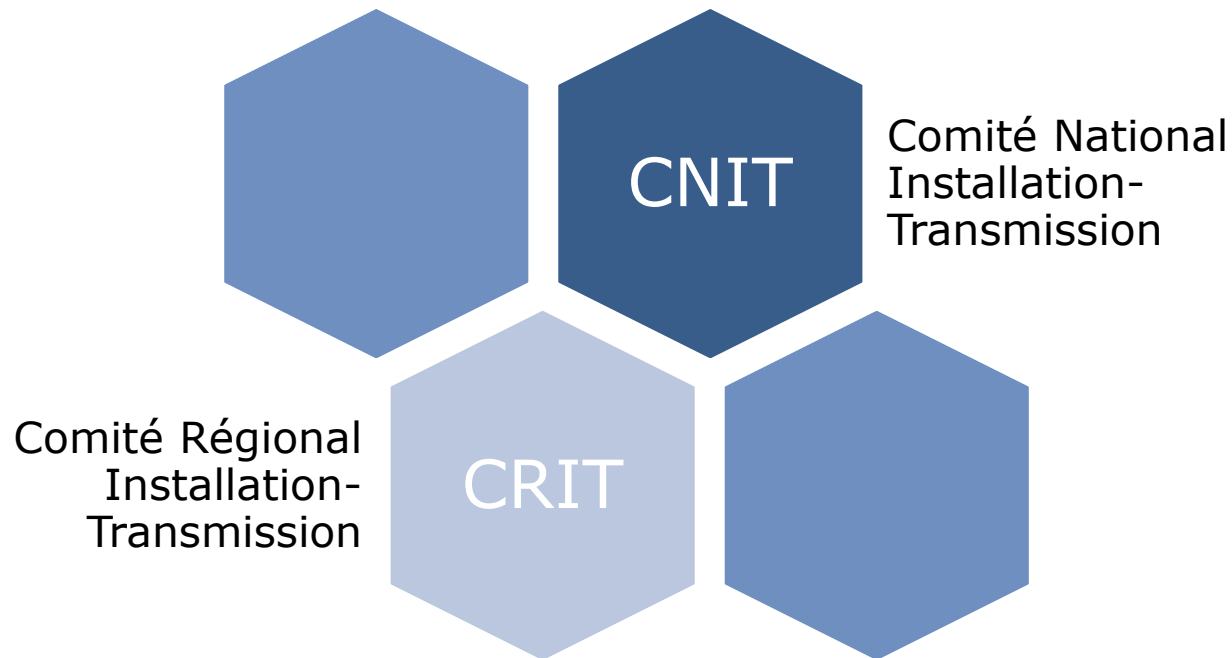 CNIT
Comité National
Installation-
Transmission
Comité Régional
Installation-
Transmission
CRIT